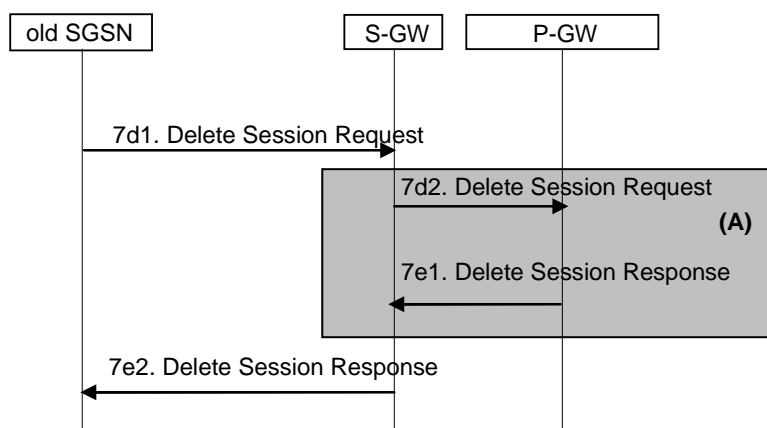 old SGSN
S-GW
P-GW
7d1. Delete Session Request
7d2. Delete Session Request
(A)
7e1. Delete Session Response
7e2. Delete Session Response